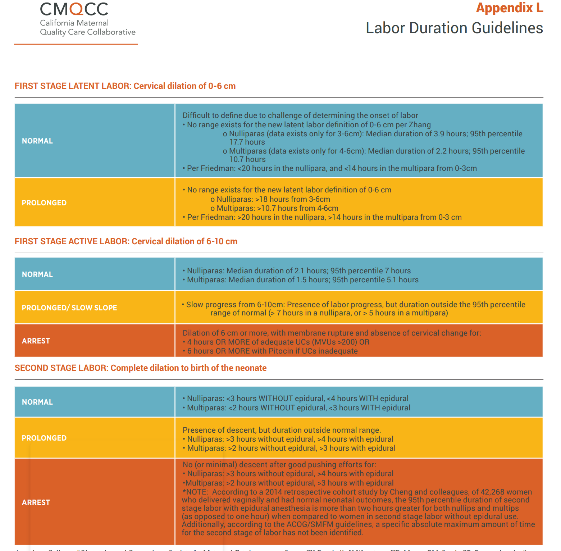 CMQCC
California Maternal
Quality Care Collaborative
Appendix L
Labor Duration Guidelines
FIRST STAGE LATENT LABOR: Cervical dilation of 0-6 cm
NORMAL
Difficult to define due to challenge of determining the onset of labor
• No range exists for the new latent labor definition of 0-6 cm per Zhang
o Nulliparas (data exists only for 3-6cm): Median duration of 3.9 hours; 95th percentile
17.7 hours
o Multiparas (data exists only for 4-6cm): Median duration of 2.2 hours; 95th percentile
10.7 hours
• Per Friedman: <20 hours in the nullipara, and <14 hours in the multipara from 0-3cm
PROLONGED
• No range exists for the new latent labor definition of 0-6 cm
o Nulliparas: >18 hours from 3-6cm
o Multiparas: >10.7 hours from 4-6cm
• Per Friedman: >20 hours in the nullipara, >14 hours in the multipara from 0-3 cm
FIRST STAGE ACTIVE LABOR: Cervical dilation of 6-10 cm
NORMAL
• Nulliparas: Median duration of 2.1 hours; 95th percentile 7 hours
• Multiparas: Median duration of 1.5 hours; 95th percentile 5.1 hours
PROLONGED/ SLOW SLOPE
• Slow progress from 6-10cm: Presence of labor progress, but duration outside the 95th percentile
range of normal (> 7 hours in a nullipara, or > 5 hours in a multipara)
ARREST
Dilation of 6 cm or more, with membrane rupture and absence of cervical change for:
• 4 hours OR MORE of adequate UCs (MVUs >200) OR
• 6 hours OR MORE with Pitocin if UCs inadequate
SECOND STAGE LABOR: Complete dilation to birth of the neonate
NORMAL
• Nulliparas: <3 hours WITHOUT epidural, <4 hours WITH epidural
• Multiparas: <2 hours WITHOUT epidural, <3 hours WITH epidural
PROLONGED
Presence of descent, but duration outside normal range.
• Nulliparas: >3 hours without epidural, >4 hours with epidural
• Multiparas: >2 hours without epidural, >3 hours with epidural
ARREST
No (or minimal) descent after good pushing efforts for:
• Nulliparas: >3 hours without epidural, >4 hours with epidural
•Multiparas: >2 hours without epidural, >3 hours with epidural
*NOTE: According to a 2014 retrospective cohort study by Cheng and colleagues, of 42,268 women
who delivered vaginally and had normal neonatal outcomes, the 95th percentile duration of second
stage labor with epidural anesthesia is more than two hours greater for both nullips and multips
(as opposed to one hour) when compared to women in second stage labor without epidural use.
Additionally, according to the ACOG/SMFM guidelines, a specific absolute maximum amount of time
for the second stage of labor has not been identified.